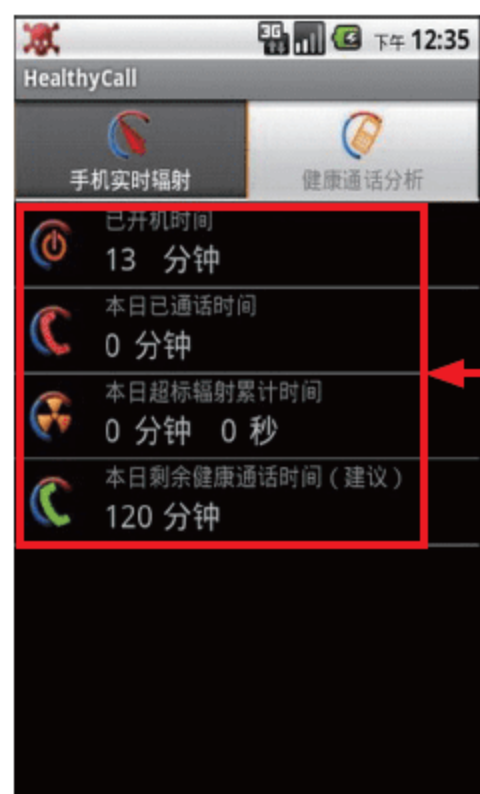 3G
下午 12:35
HealthyCall
手机实时辐射
健康通话分析
已开机时间
13 分钟
本日已通话时间
0 分钟
本日超标辐射累计时间
0 分钟 0 秒
本日剩余健康通话时间（建议）
120 分钟